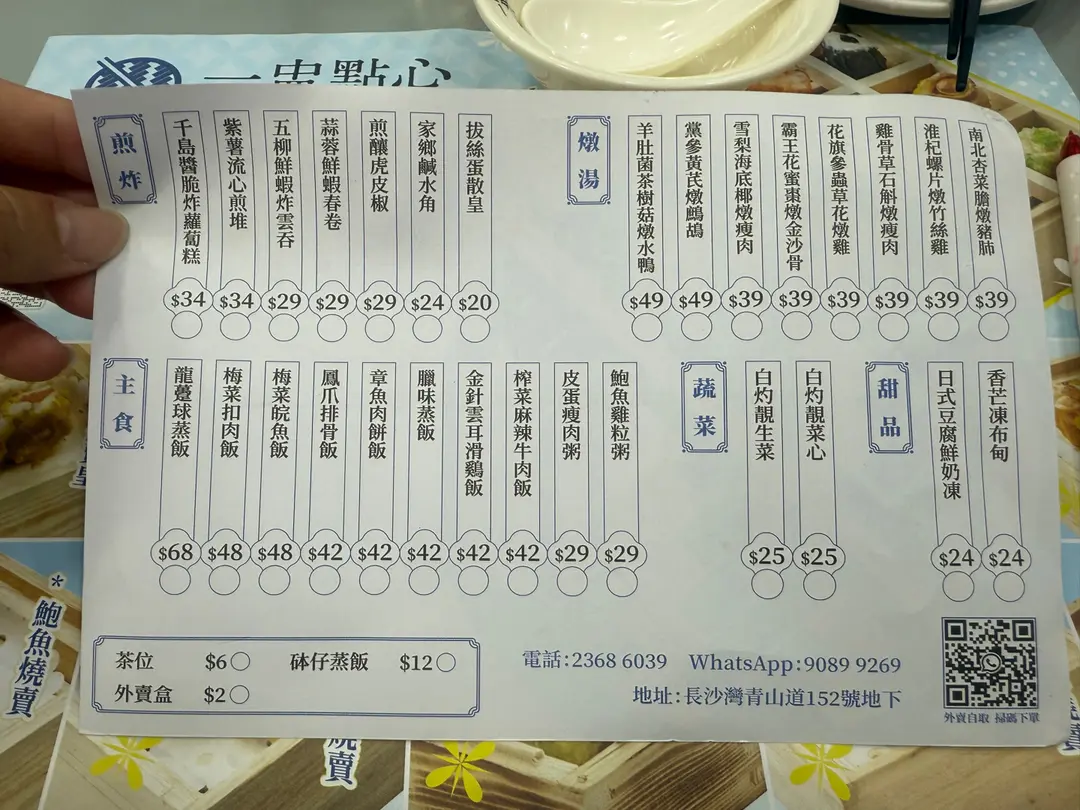 一盅點心
煎炸
千島醬脆炸蘿蔔糕
$34
紫薯流心煎堆
$34
五柳鮮蝦炸雲吞
$29
蒜蓉鮮蝦春卷
$29
煎釀虎皮椒
$29
家鄉鹹水角
$24
拔絲蛋散皇
$20
燉湯
羊肚菌茶樹菇燉水鴨
$49
黨參黃芪燉鷓鴣
$49
雪梨海底椰燉瘦肉
$39
霸王花蜜棗燉金沙骨
$39
花旗參蟲草花燉雞
$39
雞骨草石斛燉瘦肉
$39
淮杞螺片燉竹絲雞
$39
南北杏菜膽燉豬肺
$39
主食
龍躉球蒸飯
$68
梅菜扣肉飯
$48
梅菜皖魚飯
$48
鳳爪排骨飯
$42
章魚肉餅飯
$42
臘味蒸飯
$42
金針雲耳滑鷄飯
$42
榨菜麻辣牛肉飯
$42
皮蛋瘦肉粥
$29
鮑魚雞粒粥
$29
蔬菜
白灼靚生菜
$25
白灼靚菜心
$25
甜品
日式豆腐鮮奶凍
$24
香芒凍布甸
$24
茶位 $6
砵仔蒸飯 $12
外賣盒 $2
電話:2368 6039 WhatsApp:9089 9269
地址:長沙灣青山道152號地下
外賣自取 掃碼下單
*鮑魚燒賣
燒賣